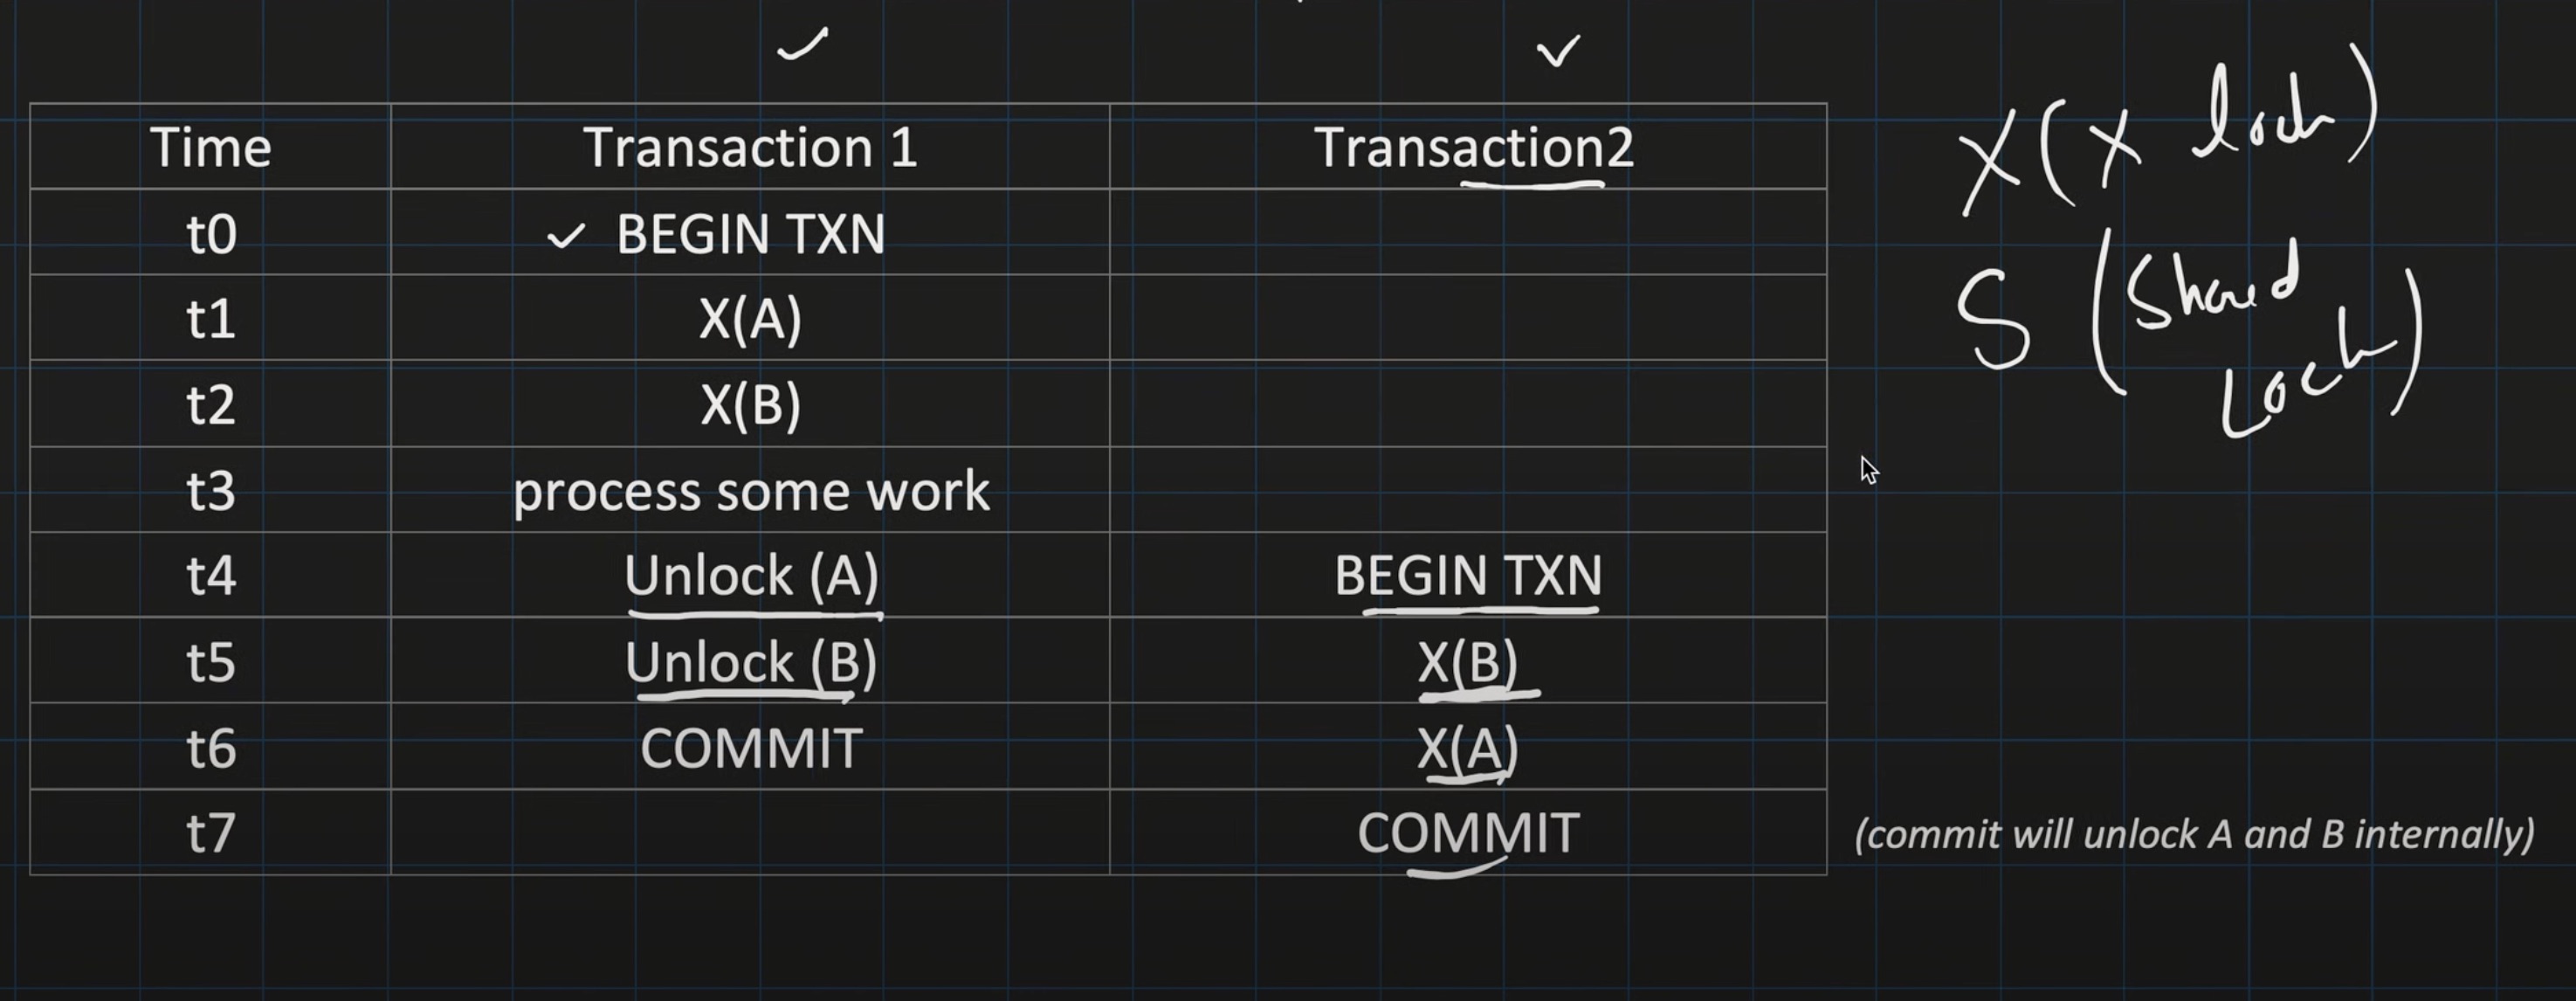 Time Transaction 1 Transaction2
t0 BEGIN TXN
t1 X(A)
t2 X(B)
t3 process some work
t4 Unlock (A) BEGIN TXN
t5 Unlock (B) X(B)
t6 COMMIT X(A)
t7 COMMIT (commit will unlock A and B internally)
X (X lock)
S (Shared
Lock)